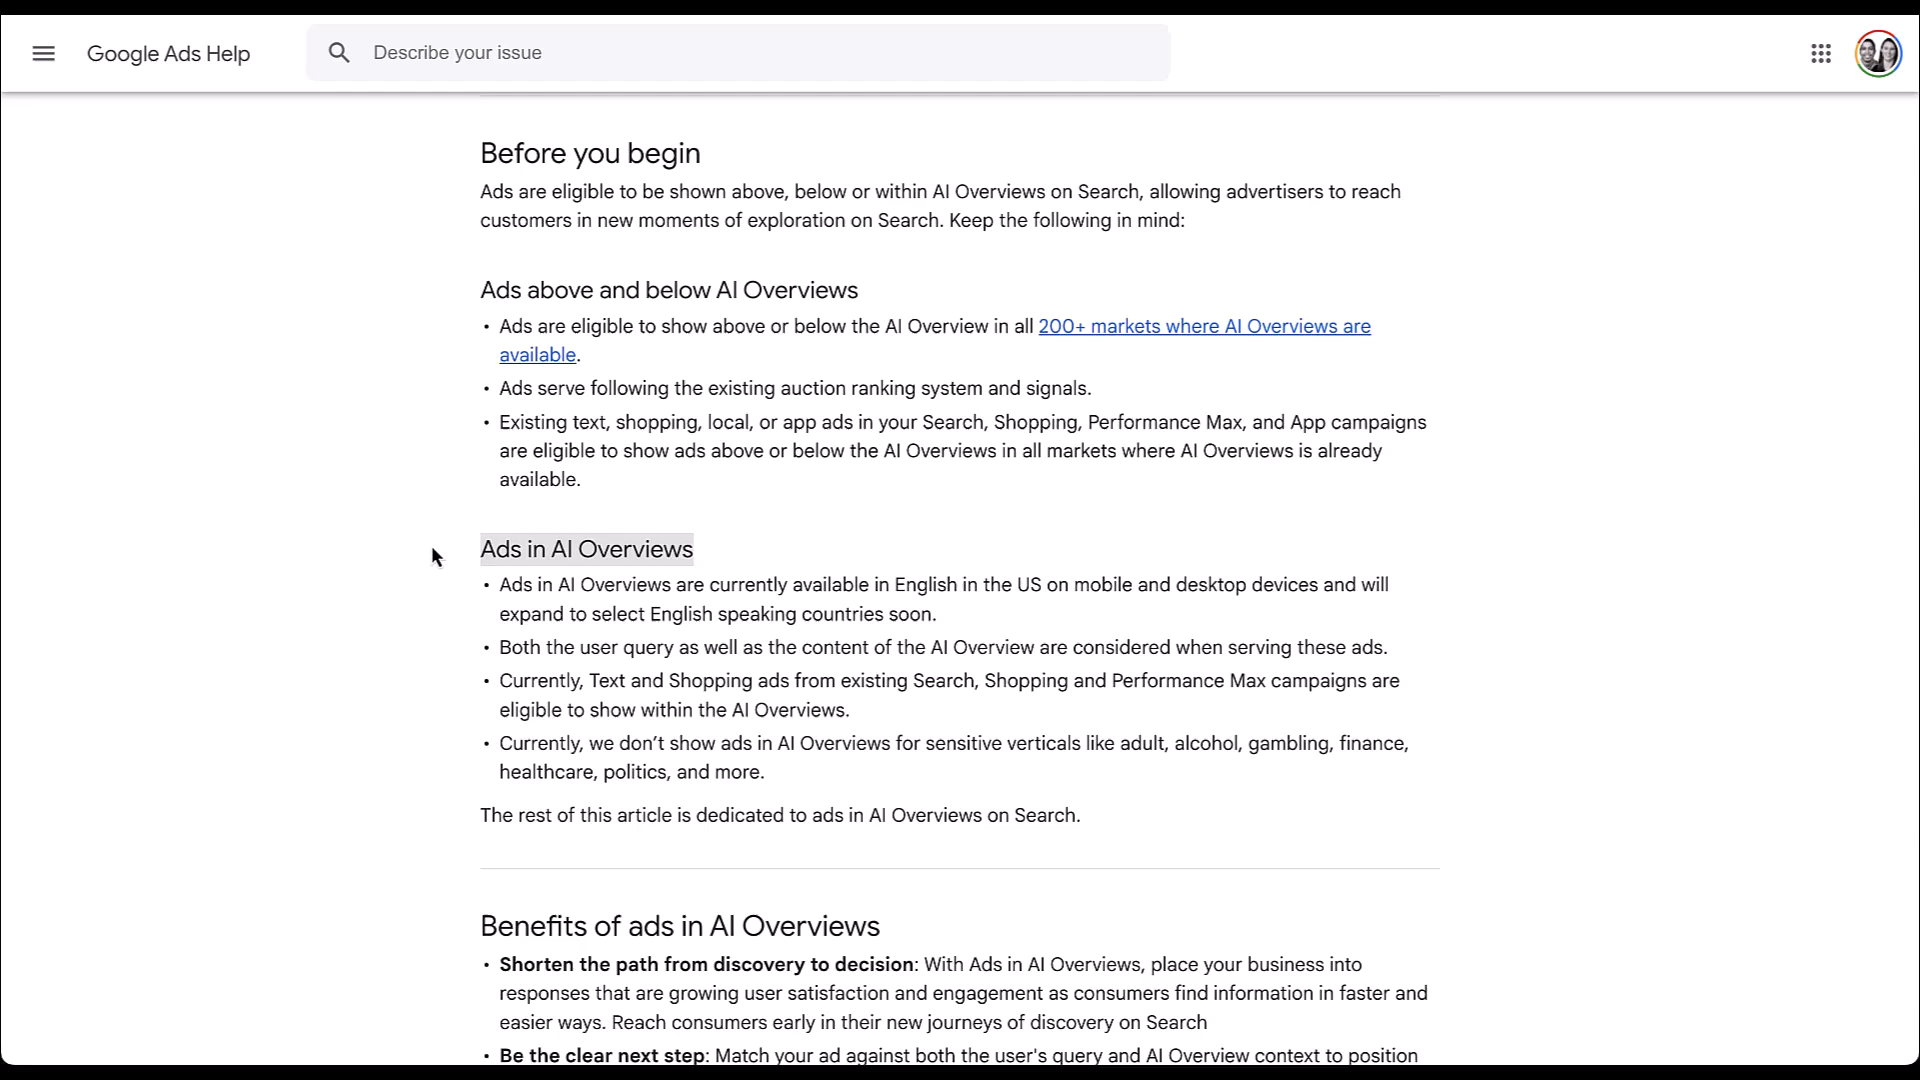 Google Ads Help
Describe your issue
Before you begin
Ads are eligible to be shown above, below or within AI Overviews on Search, allowing advertisers to reach
customers in new moments of exploration on Search. Keep the following in mind:
Ads above and below AI Overviews
• Ads are eligible to show above or below the AI Overview in all 200+ markets where AI Overviews are
available.
• Ads serve following the existing auction ranking system and signals.
• Existing text, shopping, local, or app ads in your Search, Shopping, Performance Max, and App campaigns
are eligible to show ads above or below the AI Overviews in all markets where AI Overviews is already
available.
Ads in AI Overviews
• Ads in AI Overviews are currently available in English in the US on mobile and desktop devices and will
expand to select English speaking countries soon.
• Both the user query as well as the content of the AI Overview are considered when serving these ads.
• Currently, Text and Shopping ads from existing Search, Shopping and Performance Max campaigns are
eligible to show within the AI Overviews.
• Currently, we don’t show ads in AI Overviews for sensitive verticals like adult, alcohol, gambling, finance,
healthcare, politics, and more.
The rest of this article is dedicated to ads in AI Overviews on Search.
Benefits of ads in AI Overviews
• Shorten the path from discovery to decision: With Ads in AI Overviews, place your business into
responses that are growing user satisfaction and engagement as consumers find information in faster and
easier ways. Reach consumers early in their new journeys of discovery on Search
• Be the clear next step: Match your ad against both the user's query and AI Overview context to position